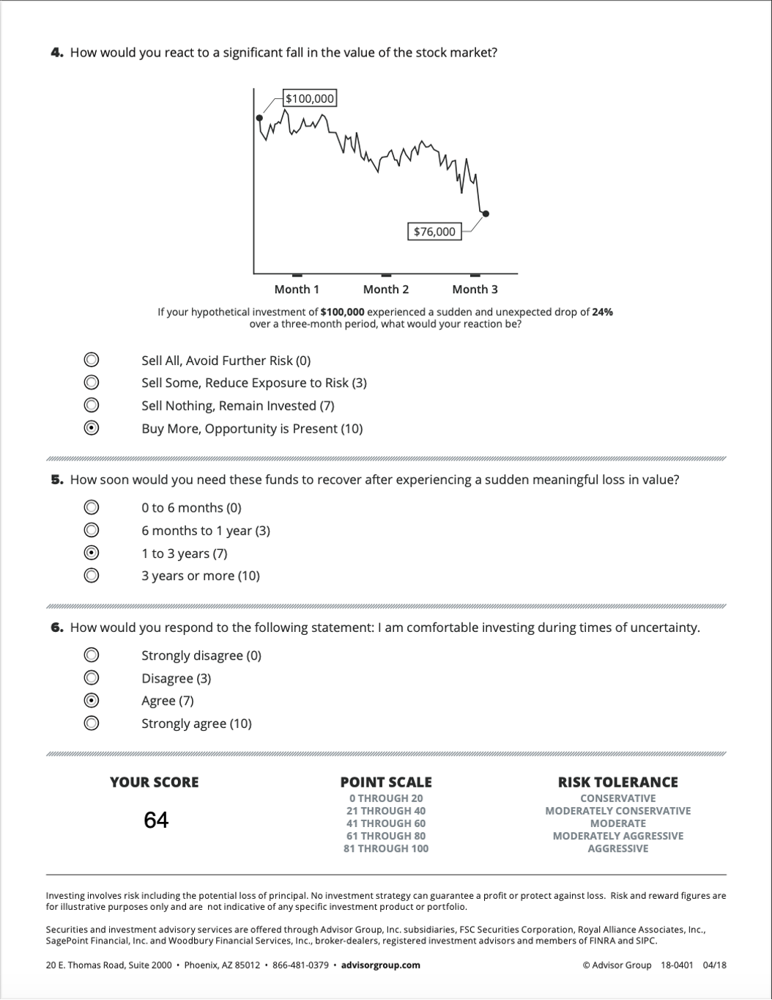 4. How would you react to a significant fall in the value of the stock market?
$100,000
$76,000
Month 1 Month 2 Month 3
If your hypothetical investment of $100,000 experienced a sudden and unexpected drop of 24%
over a three-month period, what would your reaction be?
Sell All, Avoid Further Risk (0)
Sell Some, Reduce Exposure to Risk (3)
Sell Nothing, Remain Invested (7)
Buy More, Opportunity is Present (10)
5. How soon would you need these funds to recover after experiencing a sudden meaningful loss in value?
0 to 6 months (0)
6 months to 1 year (3)
1 to 3 years (7)
3 years or more (10)
6. How would you respond to the following statement: I am comfortable investing during times of uncertainty.
Strongly disagree (0)
Disagree (3)
Agree (7)
Strongly agree (10)
YOUR SCORE
64
POINT SCALE
0 THROUGH 20
21 THROUGH 40
41 THROUGH 60
61 THROUGH 80
81 THROUGH 100
RISK TOLERANCE
CONSERVATIVE
MODERATELY CONSERVATIVE
MODERATE
MODERATELY AGGRESSIVE
AGGRESSIVE
Investing involves risk including the potential loss of principal. No investment strategy can guarantee a profit or protect against loss. Risk and reward figures are
for illustrative purposes only and are not indicative of any specific investment product or portfolio.
Securities and investment advisory services are offered through Advisor Group, Inc. subsidiaries, FSC Securities Corporation, Royal Alliance Associates, Inc.,
SagePoint Financial, Inc. and Woodbury Financial Services, Inc., broker-dealers, registered investment advisors and members of FINRA and SIPC.
20 E. Thomas Road, Suite 2000 • Phoenix, AZ 85012 • 866-481-0379 • advisorgroup.com © Advisor Group 18-0401 04/18